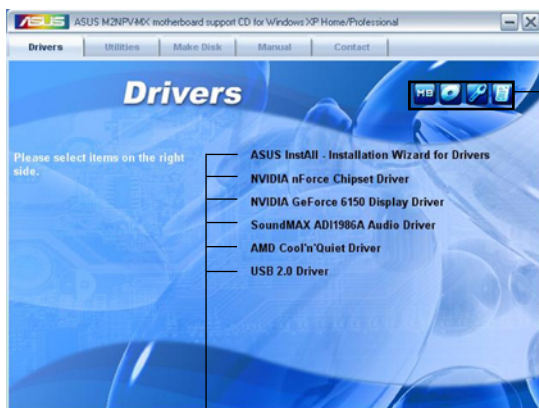 ASUS ASUS M2NPV-MX motherboard support CD for Windows XP Home/Professional
Drivers Utilities Make Disk Manual Contact
Drivers
MB
Please select items on the right
side.
ASUS InstAll - Installation Wizard for Drivers
NVIDIA nForce Chipset Driver
NVIDIA GeForce 6150 Display Driver
SoundMAX ADI1986A Audio Driver
AMD Cool'n'Quiet Driver
USB 2.0 Driver